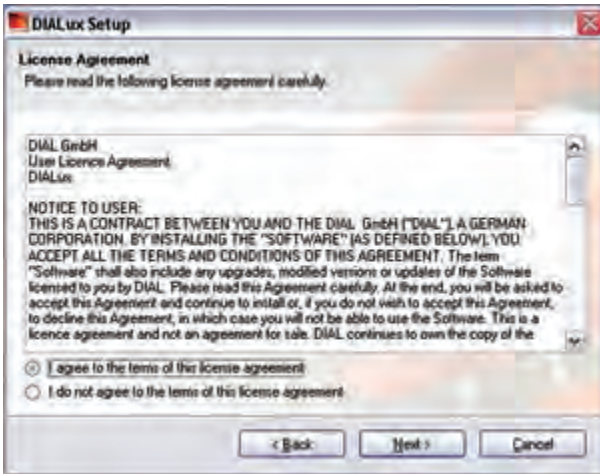 DIALux Setup
License Agreement
Please read the following license agreement carefully.
DIAL GmbH
User Licence Agreement
DIALux
NOTICE TO USER:
THIS IS A CONTRACT BETWEEN YOU AND THE DIAL GmbH ("DIAL"), A GERMAN
CORPORATION. BY INSTALLING THE "SOFTWARE" (AS DEFINED BELOW), YOU
ACCEPT ALL THE TERMS AND CONDITIONS OF THIS AGREEMENT. The term
"Software" shall also include any upgrades, modified versions or updates of the Software
licensed to you by DIAL. Please read this Agreement carefully. At the end, you will be asked to
accept this Agreement and continue to install or, if you do not wish to accept this Agreement,
to decline this Agreement, in which case you will not be able to use the Software. This is a
licence agreement and not an agreement for sale. DIAL continues to own the copy of the
I agree to the terms of this license agreement
I do not agree to the terms of this license agreement
< Back Next > Cancel